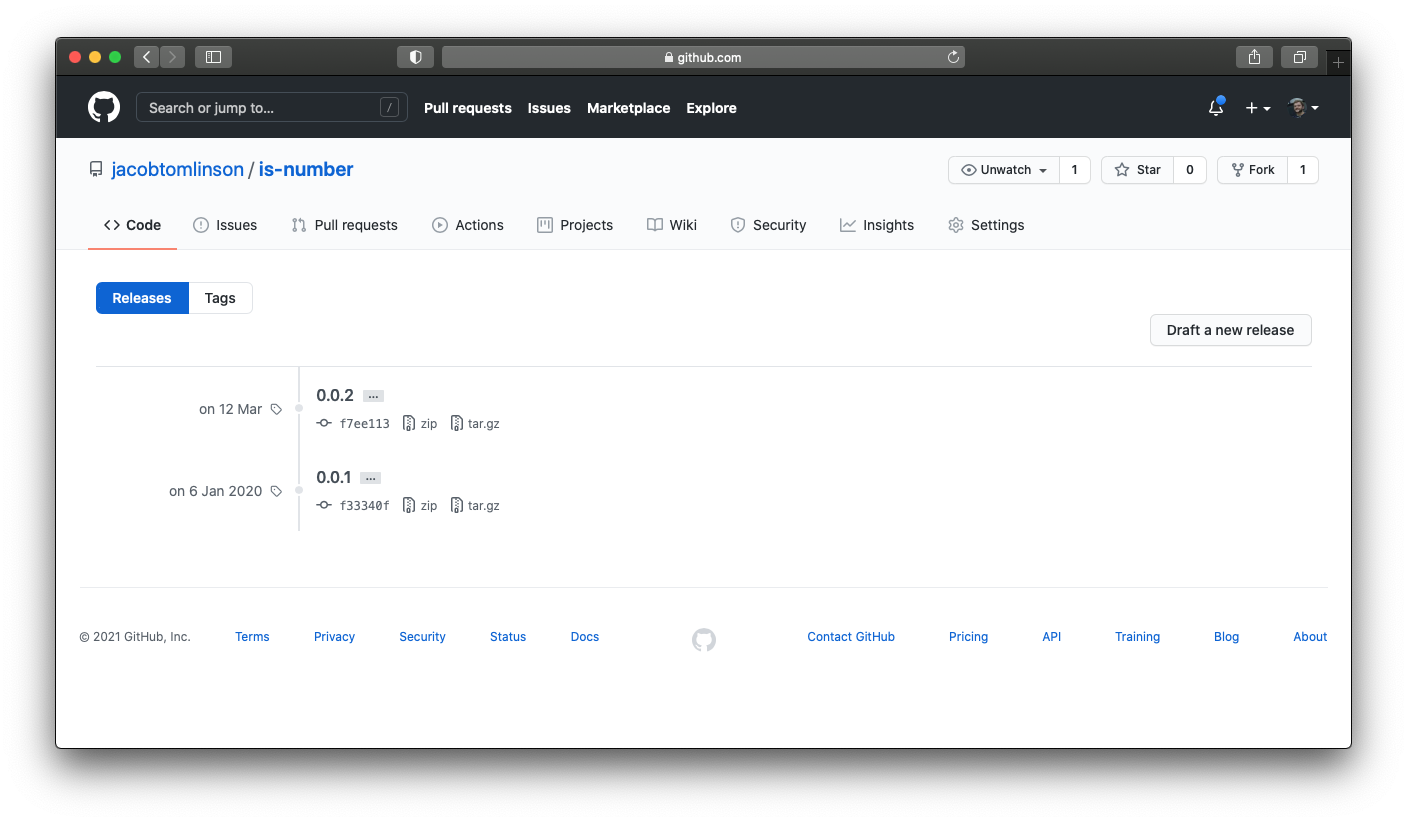 github.com
Search or jump to... /
Pull requests Issues Marketplace Explore
jacobtomlinson / is-number
Unwatch 1 Star 0 Fork 1
Code Issues Pull requests Actions Projects Wiki Security Insights Settings
Releases Tags
Draft a new release
on 12 Mar
0.0.2 ...
f7ee113 zip tar.gz
on 6 Jan 2020
0.0.1 ...
f33340f zip tar.gz
© 2021 GitHub, Inc. Terms Privacy Security Status Docs Contact GitHub Pricing API Training Blog About